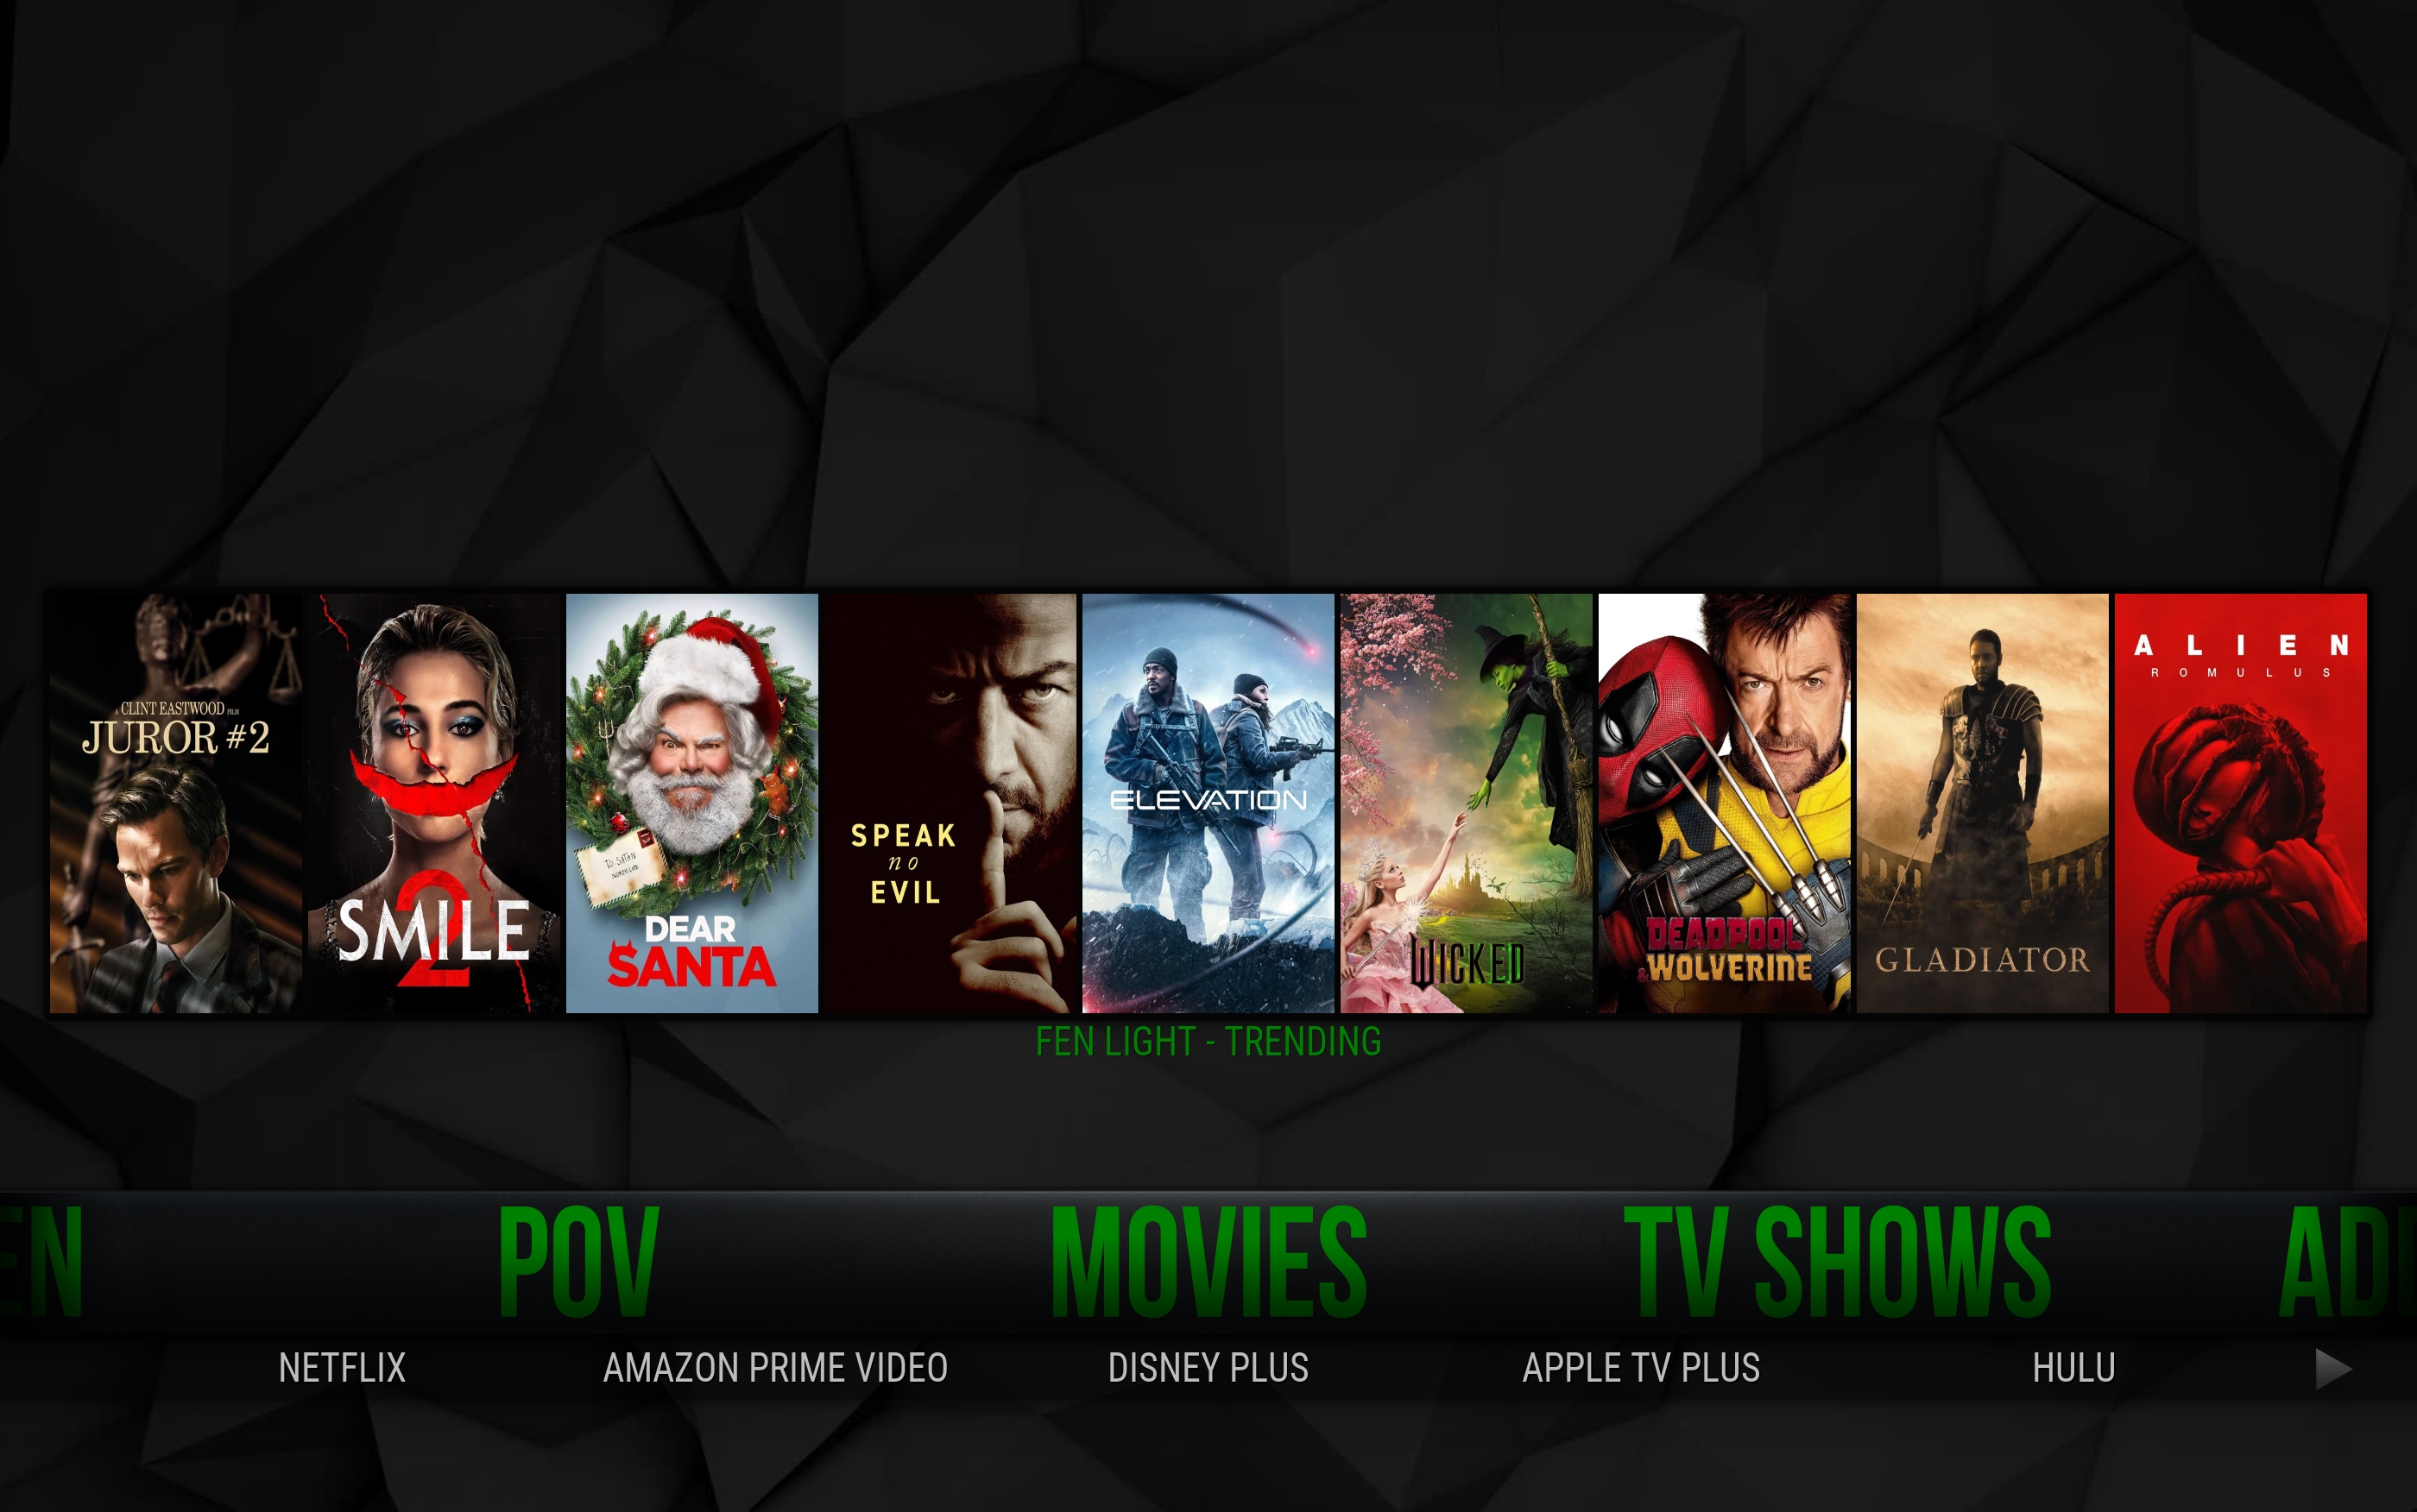 A CLINT EASTWOOD FILM
JUROR #2
SMILE
2
TO SATAN
NORTH POLE
DEAR
SANTA
SPEAK
no
EVIL
ELEVATION
WICKED
DEADPOOL
& WOLVERINE
GLADIATOR
ALIEN
ROMULUS
FEN LIGHT - TRENDING
EN POV MOVIES TV SHOWS AD
NETFLIX AMAZON PRIME VIDEO DISNEY PLUS APPLE TV PLUS HULU